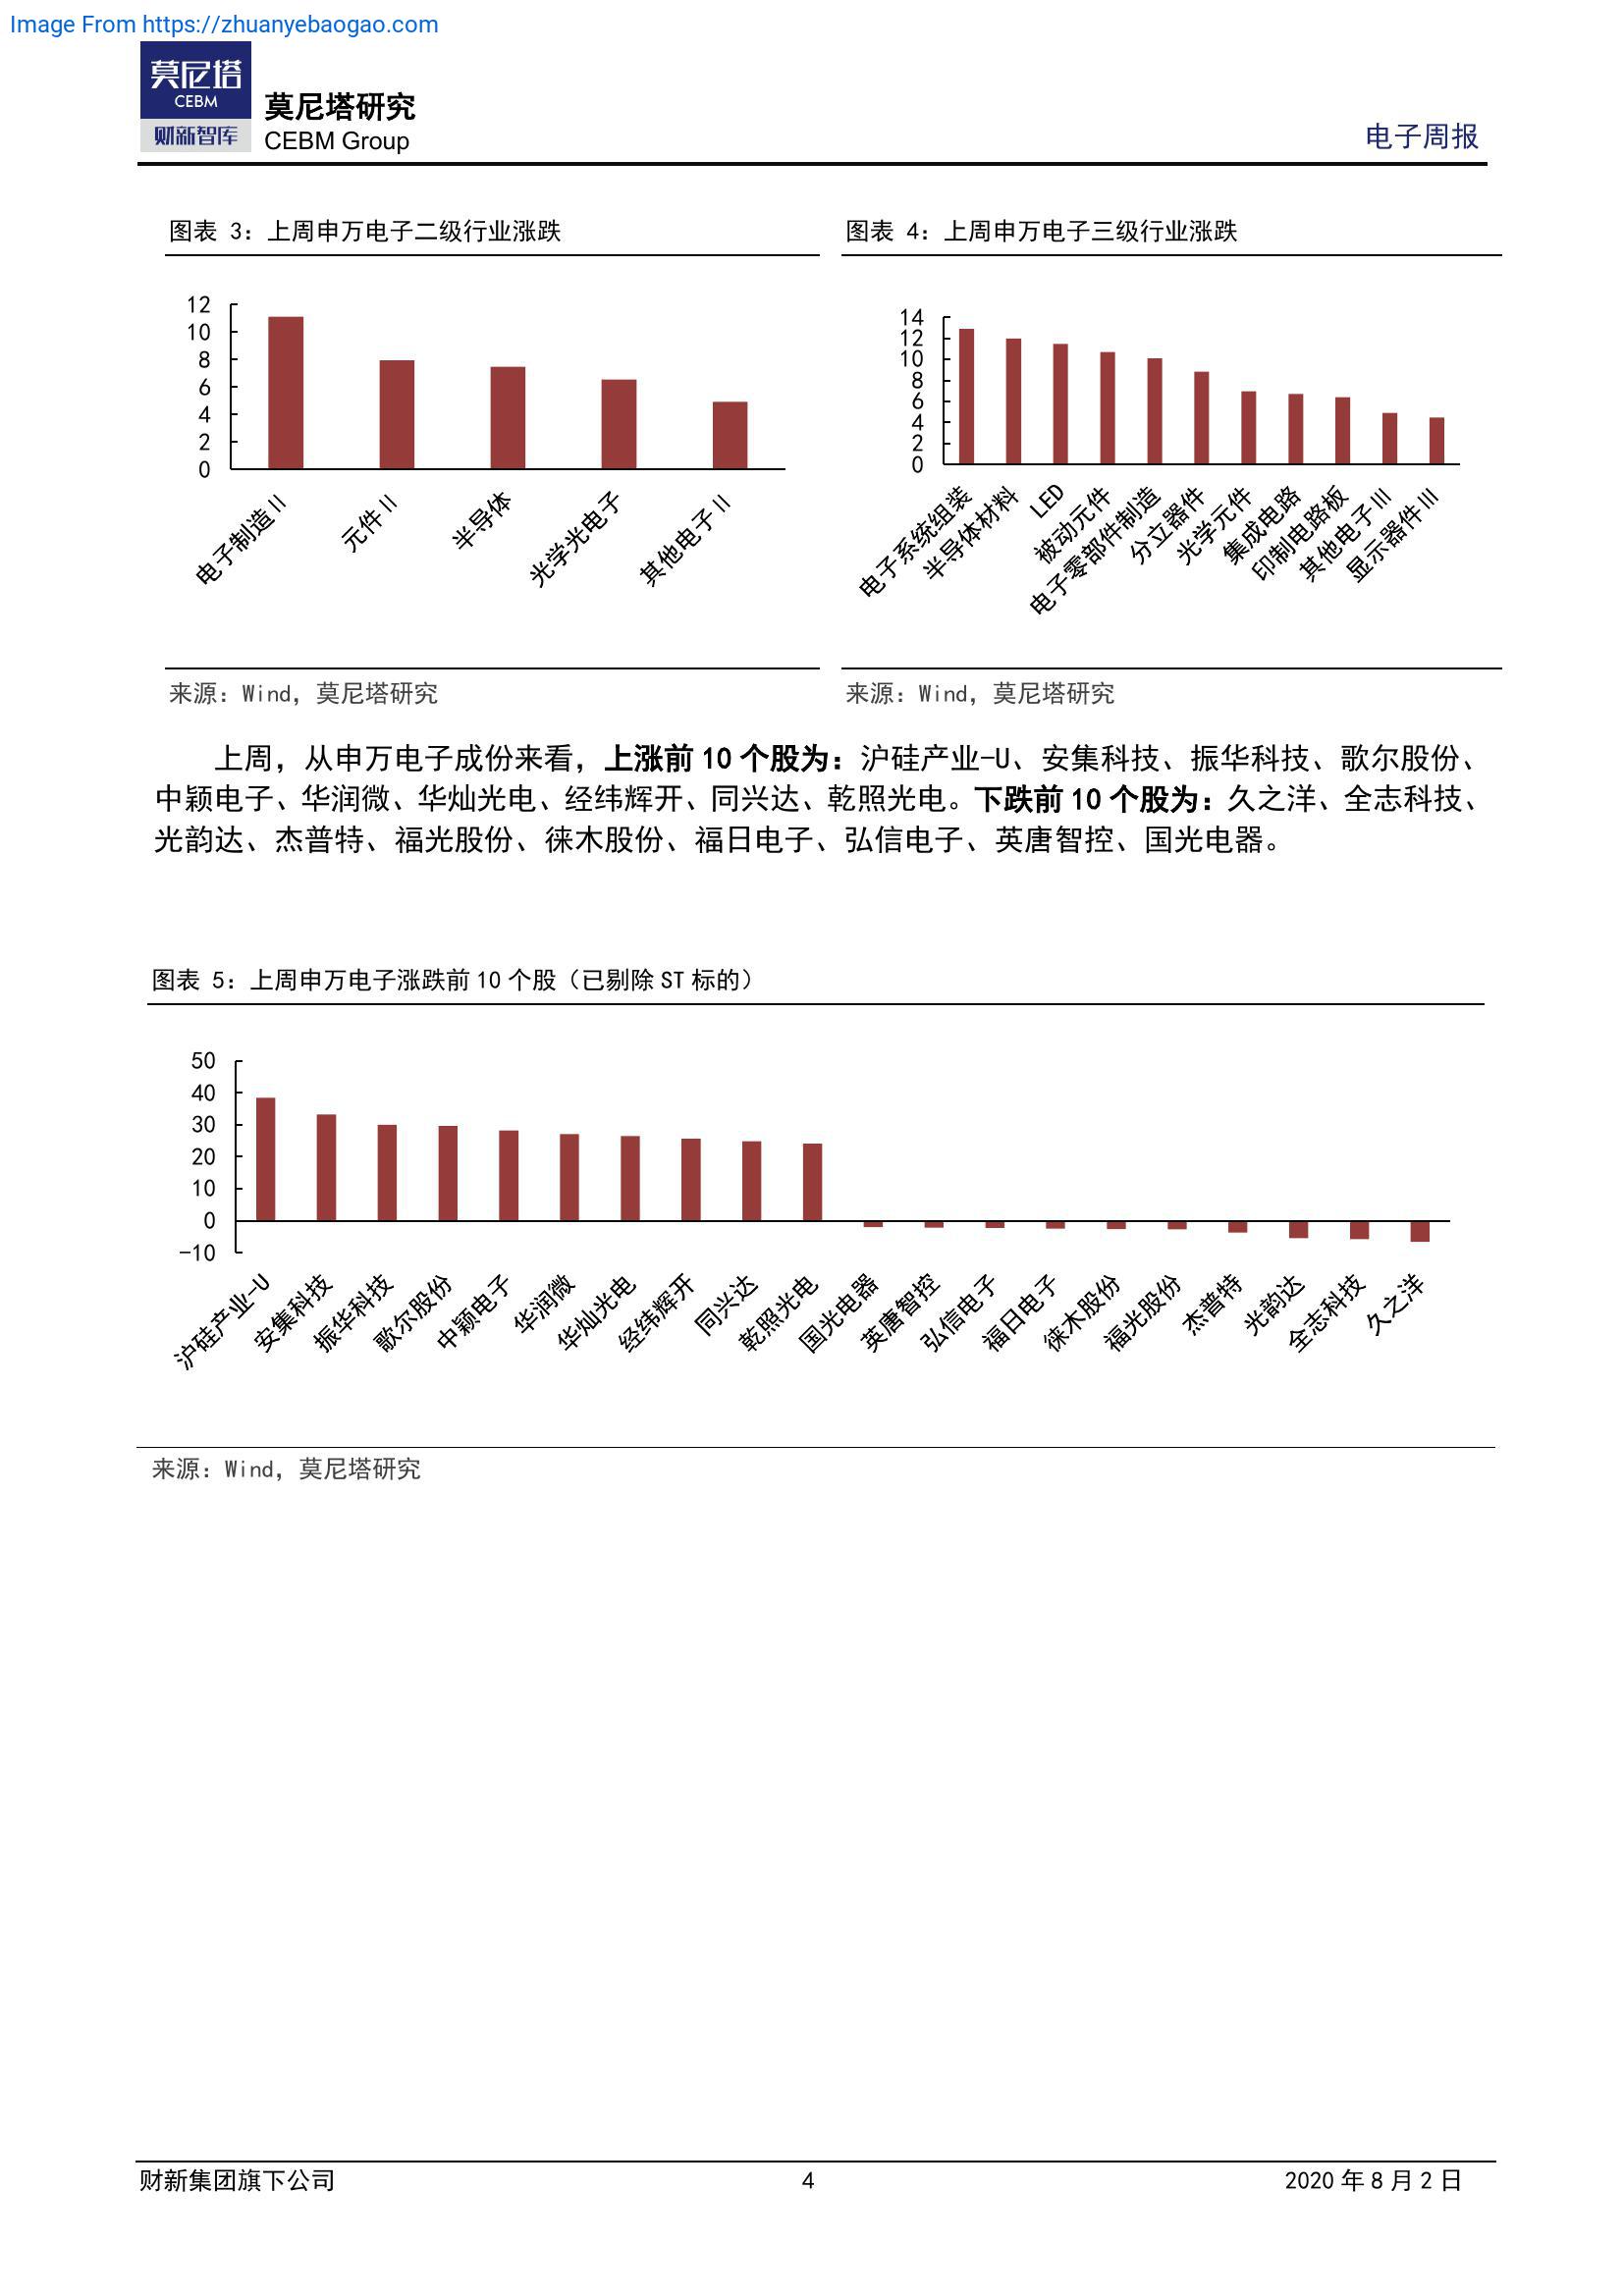 Image From https://zhuanyebaogao.com
莫尼塔
CEBM
财新智库
莫尼塔研究
CEBM Group
电子周报
图表 3：上周申万电子二级行业涨跌
12
10
8
6
4
2
0
电子制造Ⅱ
元件Ⅱ
半导体
光学光电子
其他电子Ⅱ
来源：Wind，莫尼塔研究
图表 4：上周申万电子三级行业涨跌
14
12
10
8
6
4
2
0
电子系统组装
半导体材料
LED
被动元件
电子零部件制造
分立器件
光学元件
集成电路
印制电路板
其他电子Ⅲ
显示器件Ⅲ
来源：Wind，莫尼塔研究
上周，从申万电子成份来看，上涨前 10 个股为：沪硅产业-U、安集科技、振华科技、歌尔股份、
中颖电子、华润微、华灿光电、经纬辉开、同兴达、乾照光电。下跌前 10 个股为：久之洋、全志科技、
光韵达、杰普特、福光股份、徕木股份、福日电子、弘信电子、英唐智控、国光电器。
图表 5：上周申万电子涨跌前 10 个股（已剔除 ST 标的）
50
40
30
20
10
0
-10
沪硅产业-U
安集科技
振华科技
歌尔股份
中颖电子
华润微
华灿光电
经纬辉开
同兴达
乾照光电
国光电器
英唐智控
弘信电子
福日电子
徕木股份
福光股份
杰普特
光韵达
全志科技
久之洋
来源：Wind，莫尼塔研究
财新集团旗下公司
4
2020 年 8 月 2 日